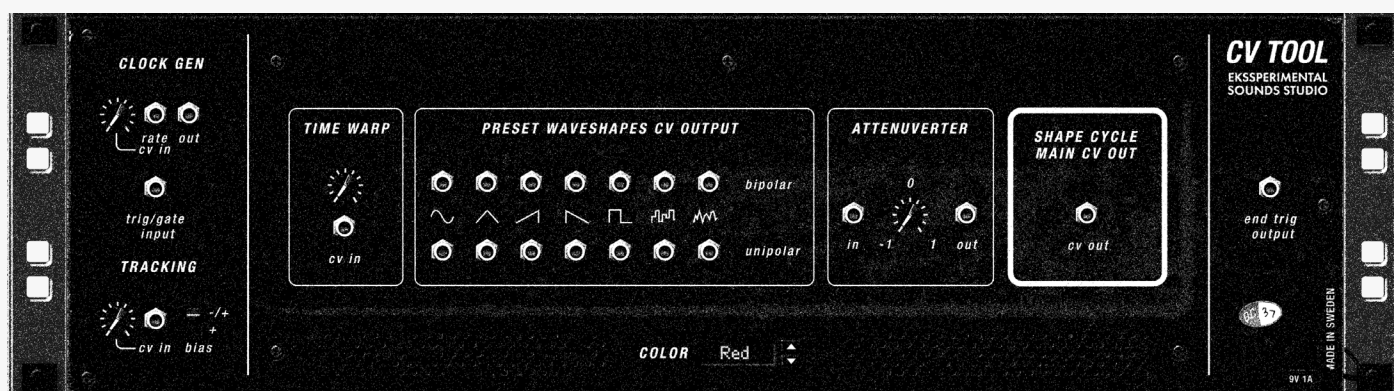 CLOCK GEN
rate out
cv in
trig/gate
input
TRACKING
-/+
+
cv in bias
TIME WARP
cv in
PRESET WAVESHAPES CV OUTPUT
bipolar
unipolar
ATTENUVERTER
0
in -1 1 out
SHAPE CYCLE
MAIN CV OUT
cv out
COLOR Red
CV TOOL
EKSSPERIMENTAL
SOUNDS STUDIO
end trig
output
37
MADE IN SWEDEN
9V 1A